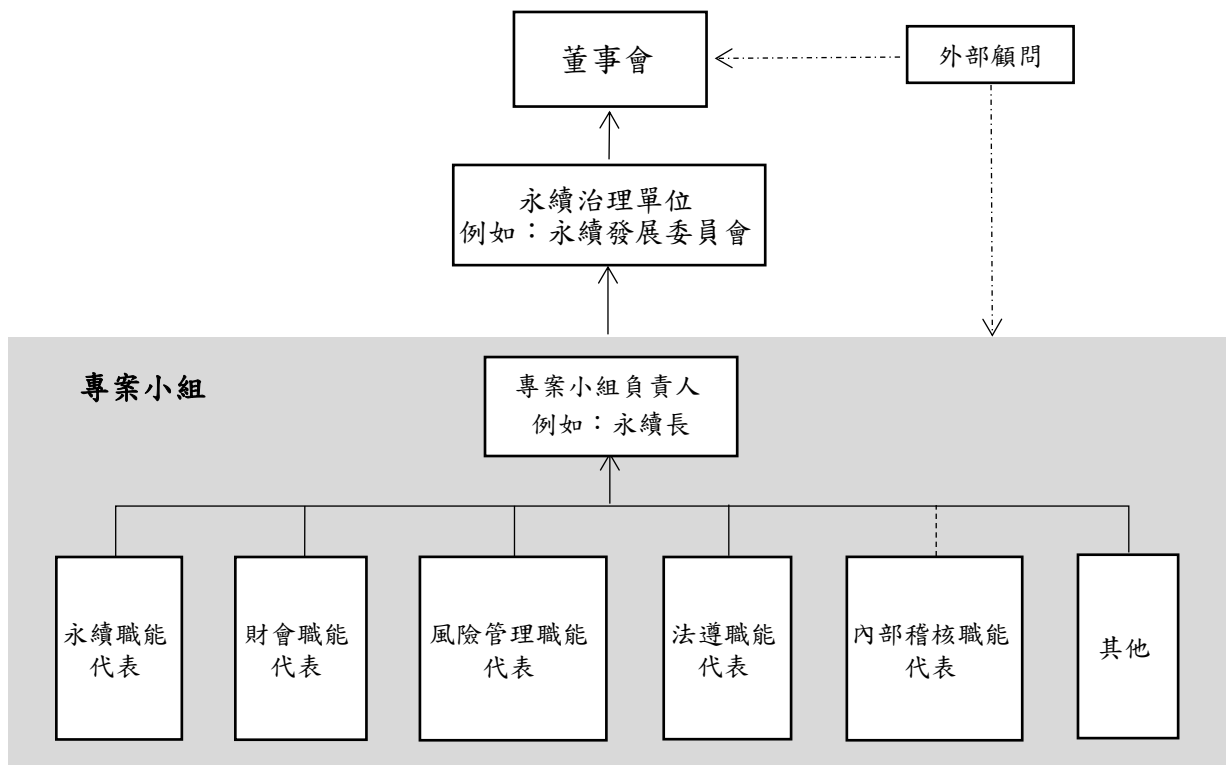 董事會
外部顧問
永續治理單位
例如：永續發展委員會
專案小組
專案小組負責人
例如：永續長
永續職能
代表
財會職能
代表
風險管理職能
代表
法遵職能
代表
內部稽核職能
代表
其他